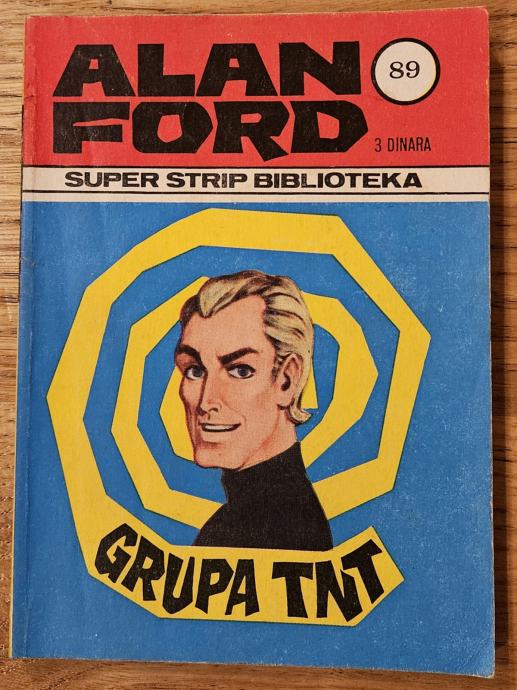 ALAN
FORD
89
3 DINARA
SUPER STRIP BIBLIOTEKA
GRUPA TNT